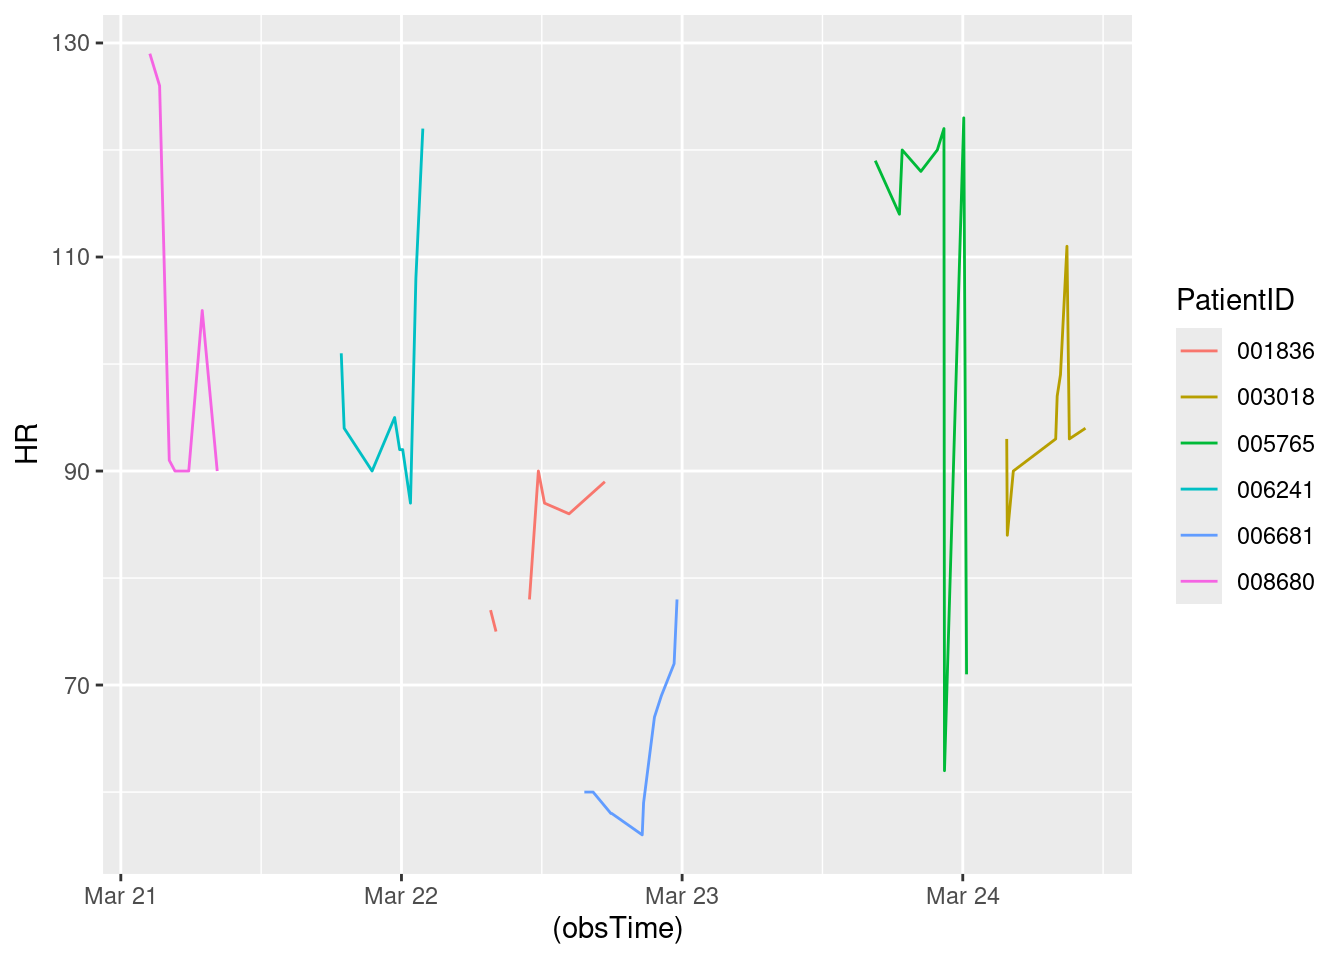 130
110
90
70
HR
Mar 21
Mar 22
Mar 23
Mar 24
(obsTime)
PatientID
001836
003018
005765
006241
006681
008680